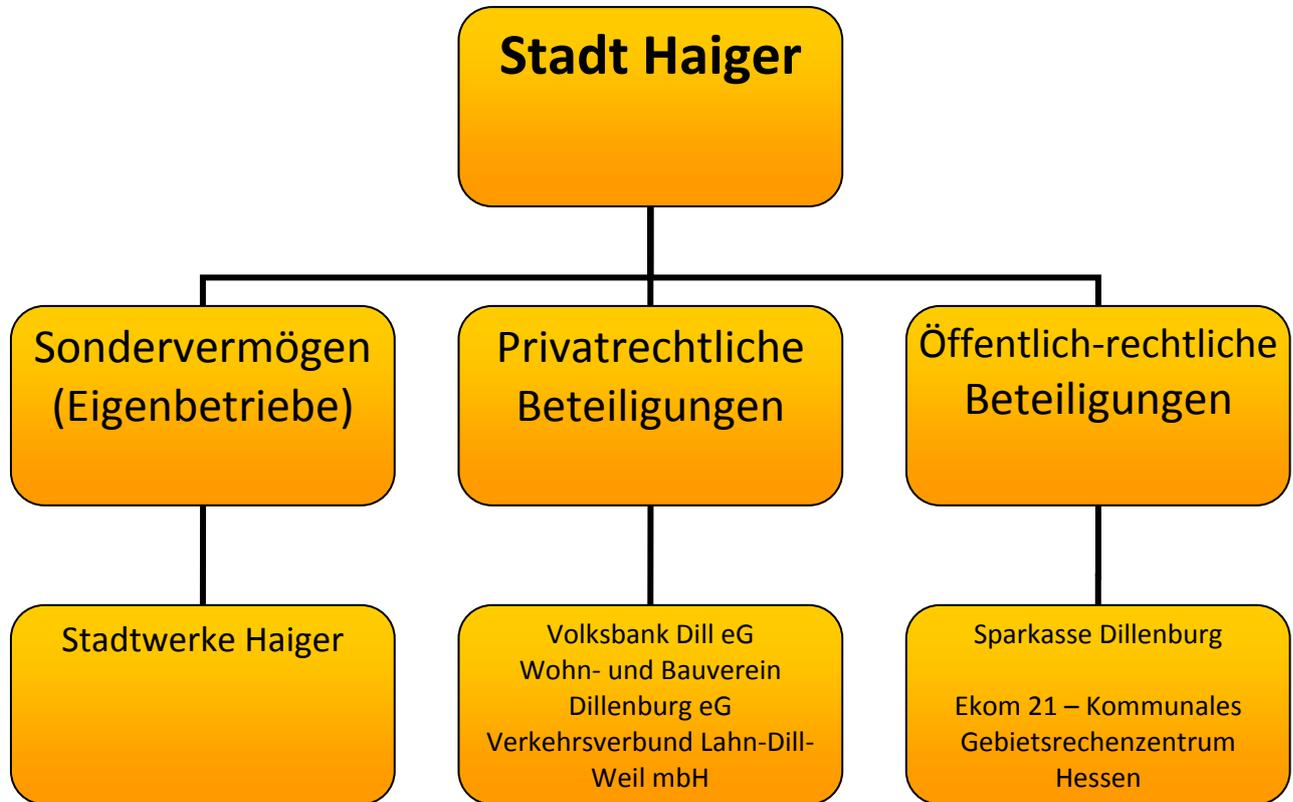 Stadt Haiger
Sondervermögen
(Eigenbetriebe)
Privatrechtliche
Beteiligungen
Öffentlich-rechtliche
Beteiligungen
Stadtwerke Haiger
Volksbank Dill eG
Wohn- und Bauverein
Dillenburg eG
Verkehrsverbund Lahn-Dill-
Weil mbH
Sparkasse Dillenburg
Ekom 21 – Kommunales
Gebietsrechenzentrum
Hessen